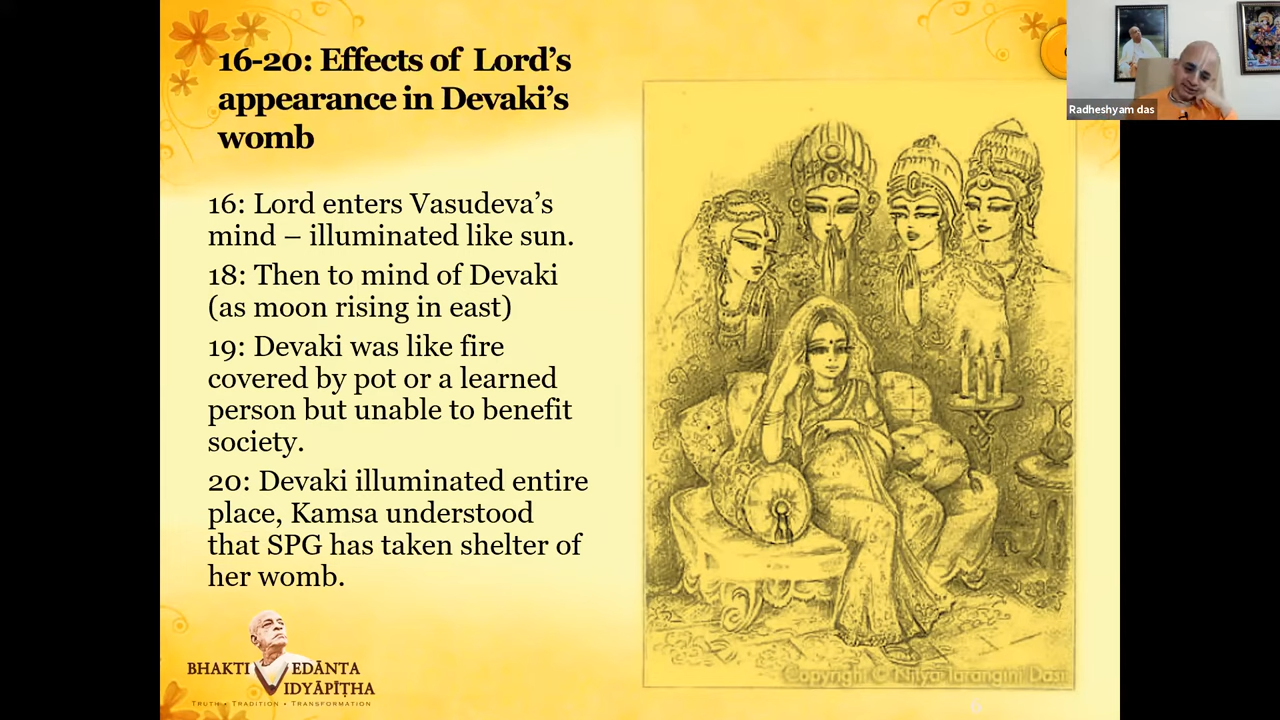 16-20: Effects of Lord's
appearance in Devaki's
womb
16: Lord enters Vasudeva's
mind – illuminated like sun.
18: Then to mind of Devaki
(as moon rising in east)
19: Devaki was like fire
covered by pot or a learned
person but unable to benefit
society.
20: Devaki illuminated entire
place, Kamsa understood
that SPG has taken shelter of
her womb.
BHAKTI VEDĀNTA
VIDYĀPĪṬHA
TRUTH • TRADITION • TRANSFORMATION
Copyright © Nitya Tarangini Dasi
Radheshyam das